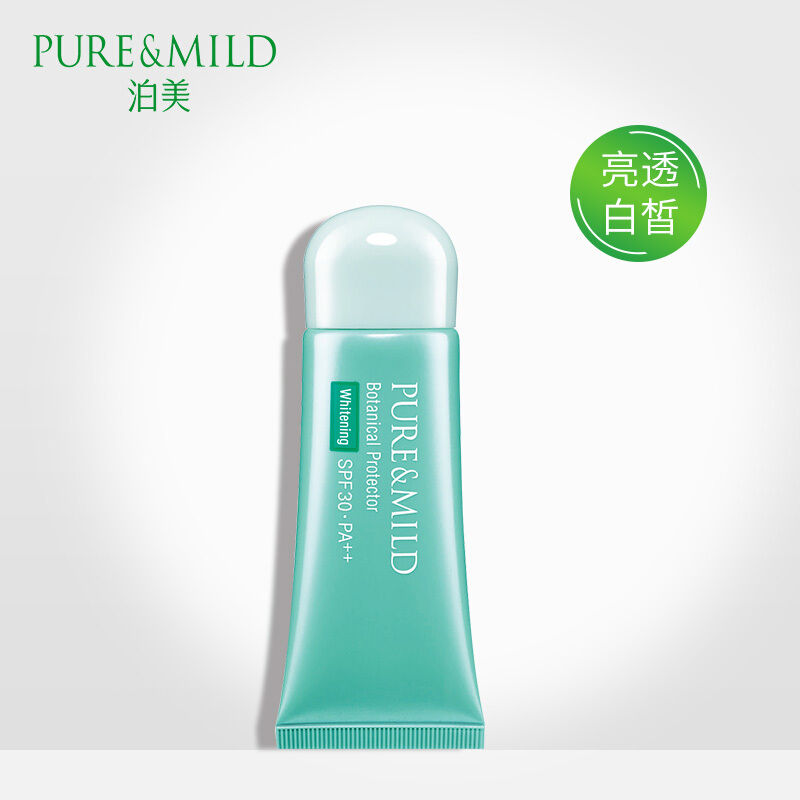 PURE&MILD
泊美
亮透
白皙
PURE&MILD
Botanical Protector
Whitening SPF30·PA++